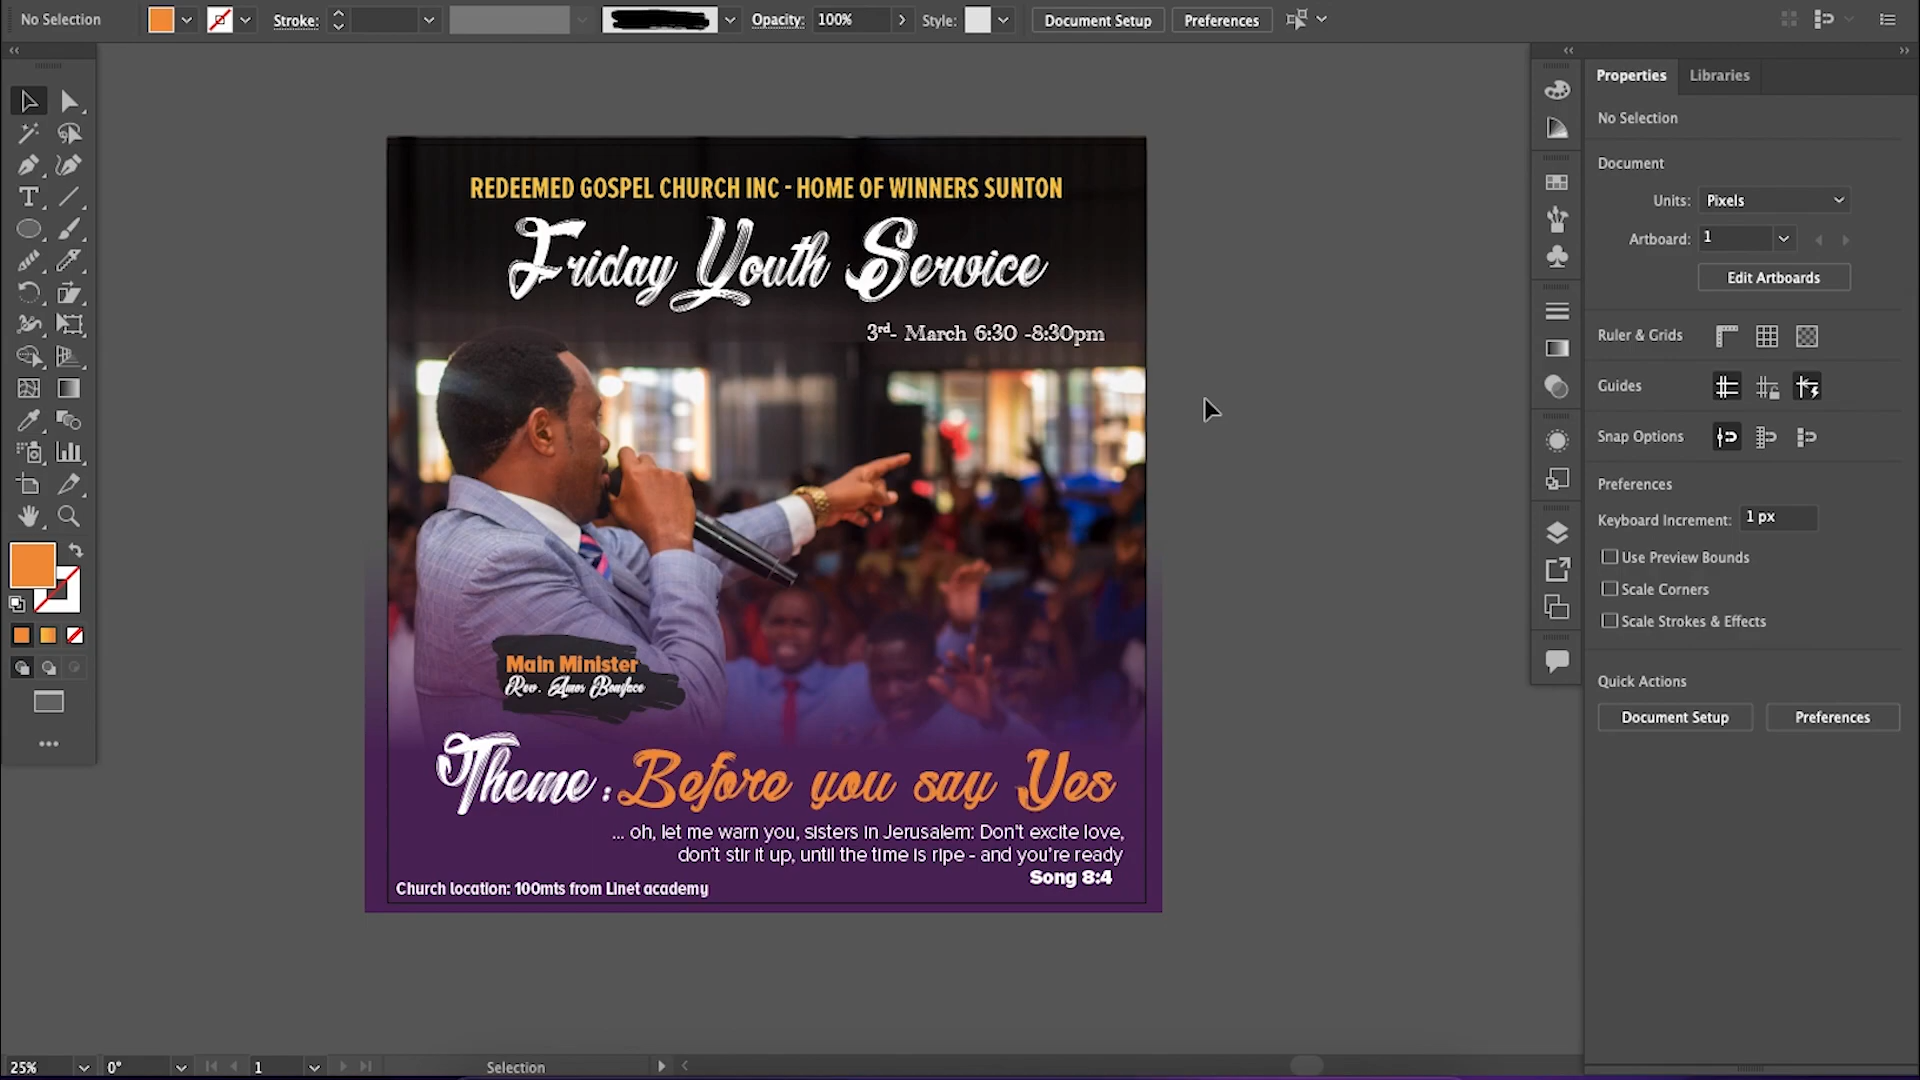 No Selection
Stroke:
Opacity: 100%
Style:
Document Setup
Preferences
Properties
Libraries
No Selection
Document
Units: Pixels
Artboard: 1
Edit Artboards
Ruler & Grids
Guides
Snap Options
Preferences
Keyboard Increment: 1 px
Use Preview Bounds
Scale Corners
Scale Strokes & Effects
Quick Actions
Document Setup
Preferences
REDEEMED GOSPEL CHURCH INC - HOME OF WINNERS SUNTON
Friday Youth Service
3rd- March 6:30 -8:30pm
Main Minister
Rev. Amos Boniface
Theme : Before you say Yes
... oh, let me warn you, sisters in Jerusalem: Don't excite love,
don't stir it up, until the time is ripe - and you're ready
Song 8:4
Church location: 100mts from Linet academy
25%
0°
1
Selection